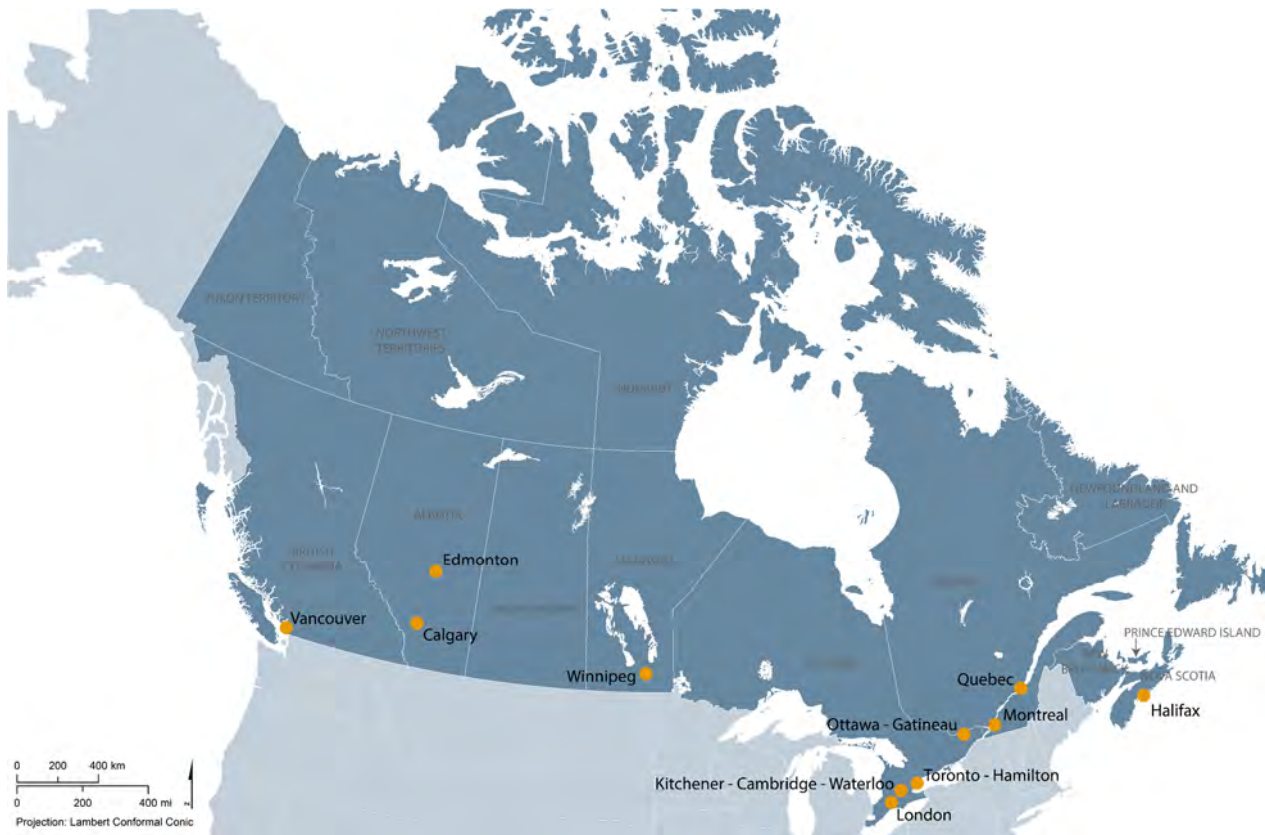 YUKON TERRITORY
NORTHWEST
TERRITORIES
NUNAVUT
NEWFOUNDLAND AND
LABRADOR
ALBERTA
BRITISH
COLUMBIA
Edmonton
Vancouver
Calgary
Winnipeg
PRINCE EDWARD ISLAND
NOVA SCOTIA
Quebec
Halifax
Montreal
Ottawa - Gatineau
Toronto - Hamilton
Kitchener - Cambridge - Waterloo
London
0 200 400 km
0 200 400 mi
N
Projection: Lambert Conformal Conic